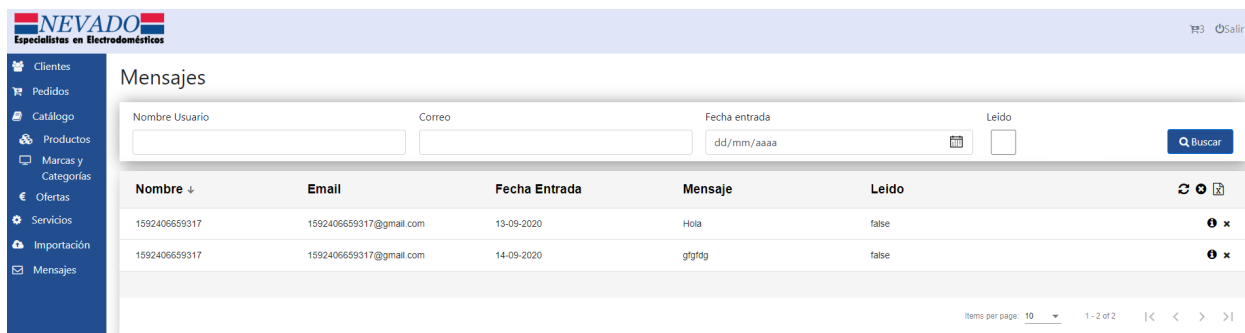 NEVADO
Especialistas en Electrodomésticos
3 Salir
Clientes
Pedidos
Catálogo
Productos
Marcas y
Categorías
€ Ofertas
Servicios
Importación
Mensajes
Mensajes
Nombre Usuario Correo Fecha entrada Leido
dd/mm/aaaa Buscar
Nombre ↓ Email Fecha Entrada Mensaje Leido
1592406659317 1592406659317@gmail.com 13-09-2020 Hola false
1592406659317 1592406659317@gmail.com 14-09-2020 gfgfdg false
Items per page: 10 1 - 2 of 2